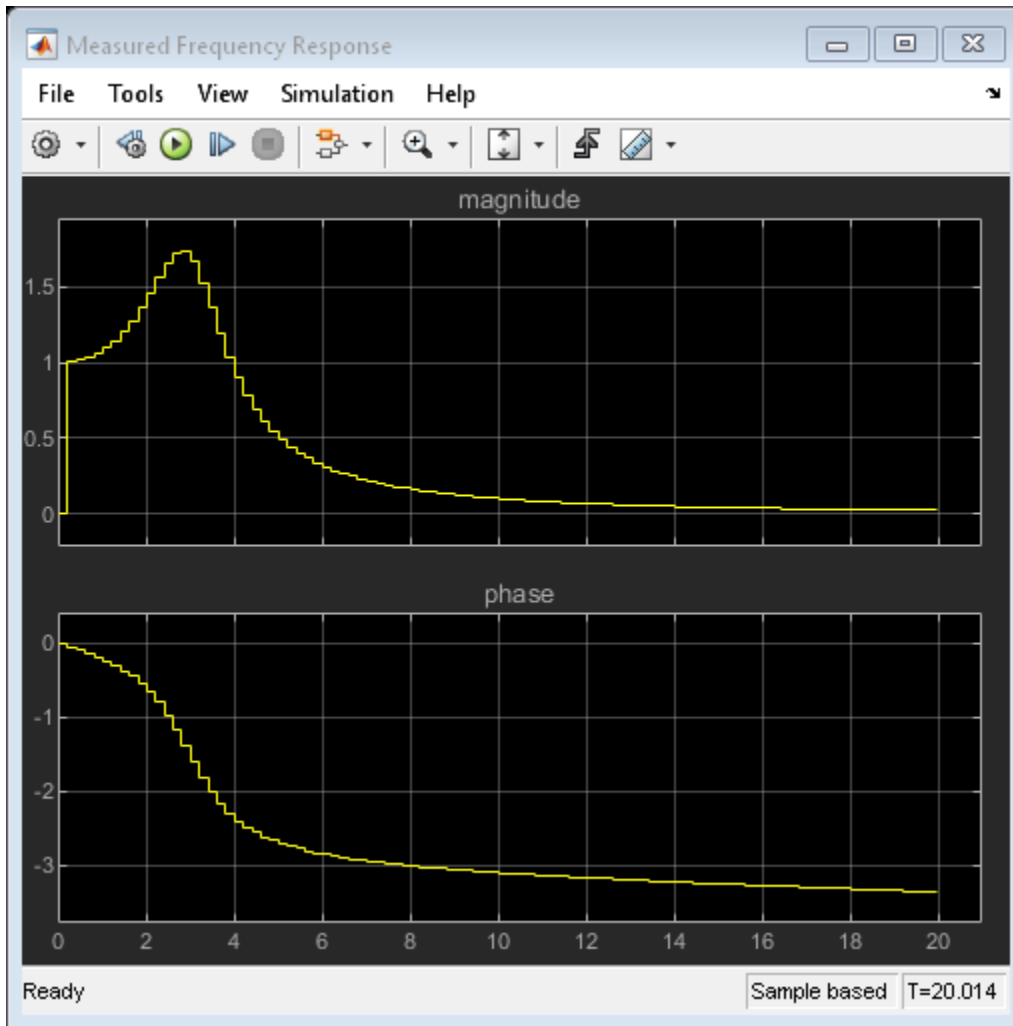 Measured Frequency Response
File Tools View Simulation Help
magnitude
1.5
1
0.5
0
phase
0
-1
-2
-3
0 2 4 6 8 10 12 14 16 18 20
Ready Sample based T=20.014